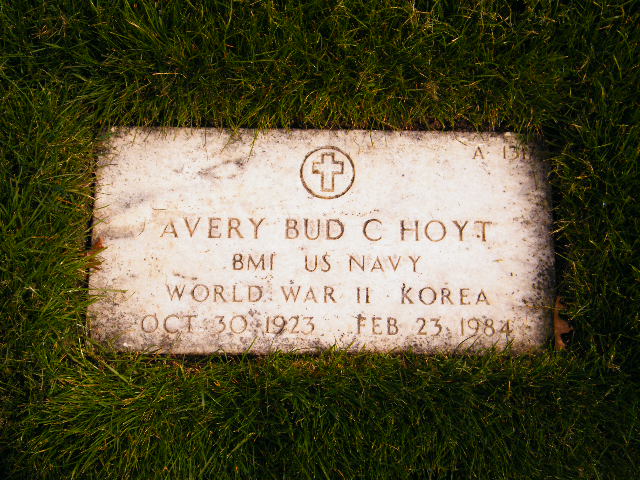 A
AVERY BUD C HOYT
BM1 US NAVY
WORLD WAR II KOREA
OCT 30 1923 FEB 23 1984